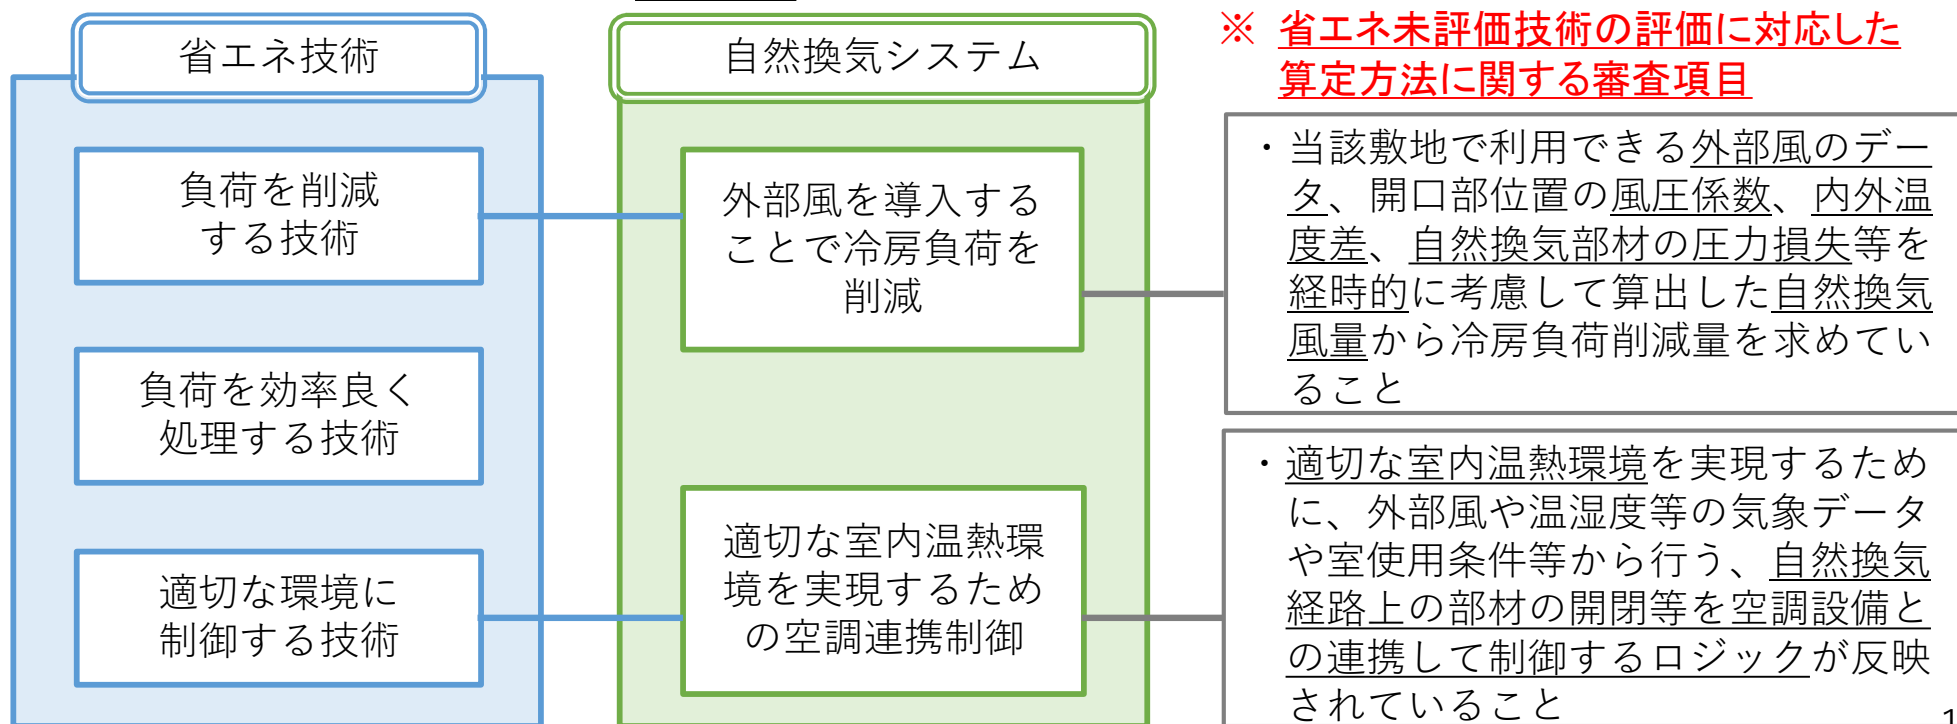 省エネ技術
負荷を削減
する技術
負荷を効率良く
処理する技術
適切な環境に
制御する技術
自然換気システム
外部風を導入する
ことで冷房負荷を
削減
適切な室内温熱環
境を実現するため
の空調連携制御
※ 省エネ未評価技術の評価に対応した
算定方法に関する審査項目
・当該敷地で利用できる外部風のデー
タ、開口部位置の風圧係数、内外温
度差、自然換気部材の圧力損失等を
経時的に考慮して算出した自然換気
風量から冷房負荷削減量を求めてい
ること
・適切な室内温熱環境を実現するため
に、外部風や温湿度等の気象データ
や室使用条件等から行う、自然換気
経路上の部材の開閉等を空調設備と
の連携して制御するロジックが反映
されていること
1